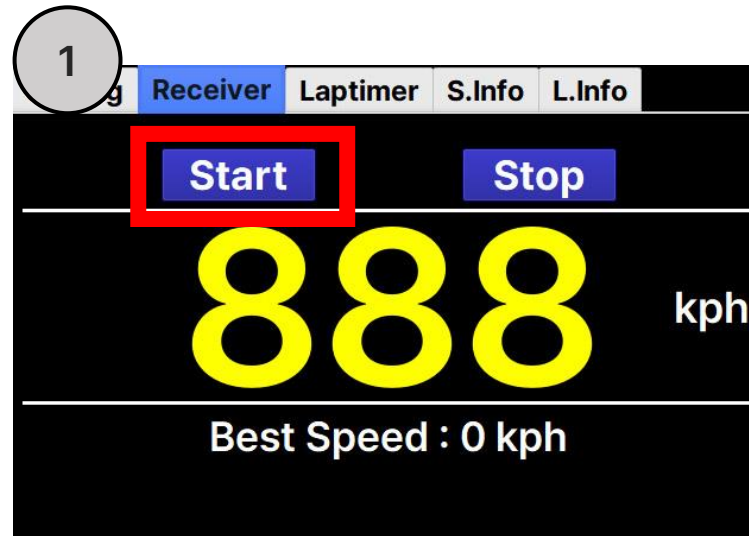 1
Receiver Laptimer S.Info L.Info
Start Stop
888 kph
Best Speed : 0 kph